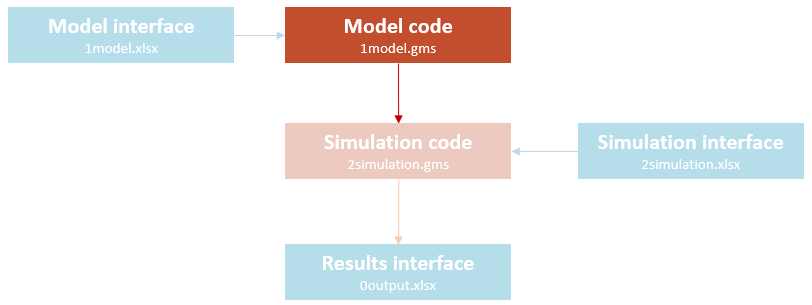 Model interface
1model.xlsx
Model code
1model.gms
Simulation code
2simulation.gms
Simulation interface
2simulation.xlsx
Results interface
0output.xlsx